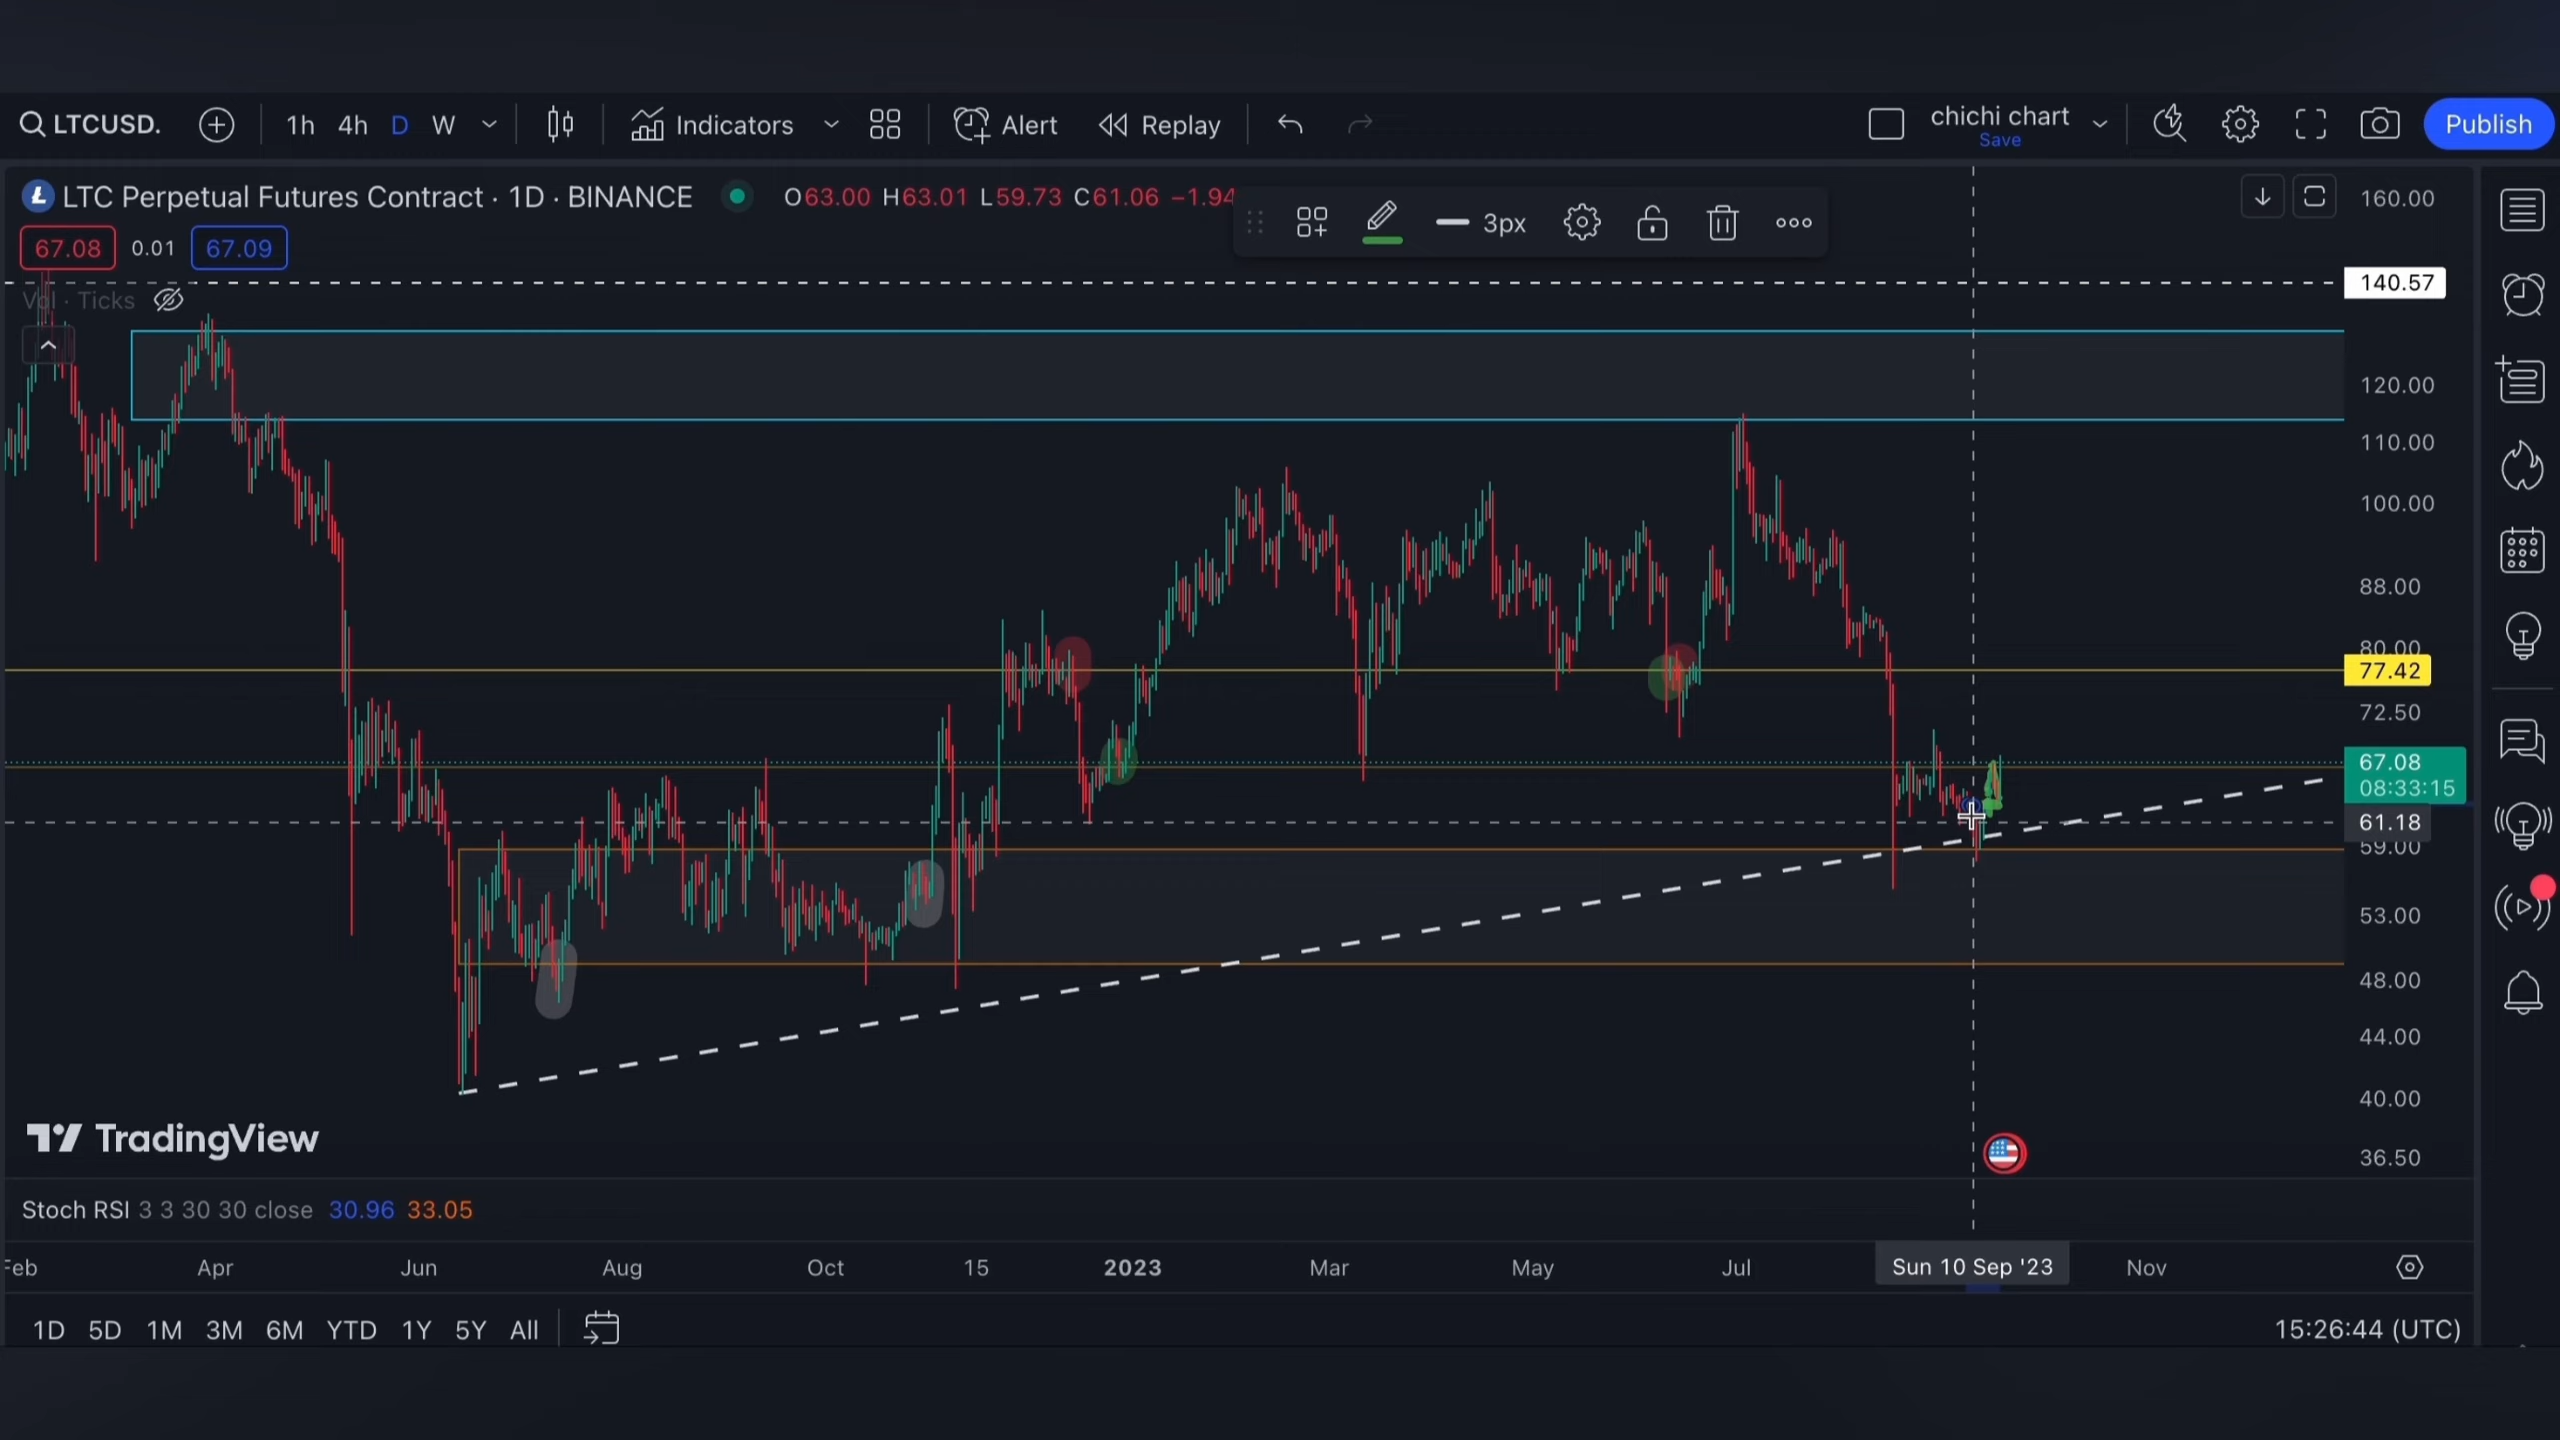 LTCUSD.
1h 4h D W
Indicators
Alert
Replay
chichi chart
Save
Publish
LTC Perpetual Futures Contract · 1D · BINANCE
O63.00 H63.01 L59.73 C61.06 −1.94
3px
67.08 0.01 67.09
Vol · Ticks
160.00
140.57
120.00
110.00
100.00
88.00
80.00
77.42
72.50
67.08
08:33:15
61.18
59.00
53.00
48.00
44.00
40.00
36.50
TradingView
Stoch RSI 3 3 30 30 close 30.96 33.05
Feb Apr Jun Aug Oct 15 2023 Mar May Jul Sun 10 Sep '23 Nov
1D 5D 1M 3M 6M YTD 1Y 5Y All
15:26:44 (UTC)